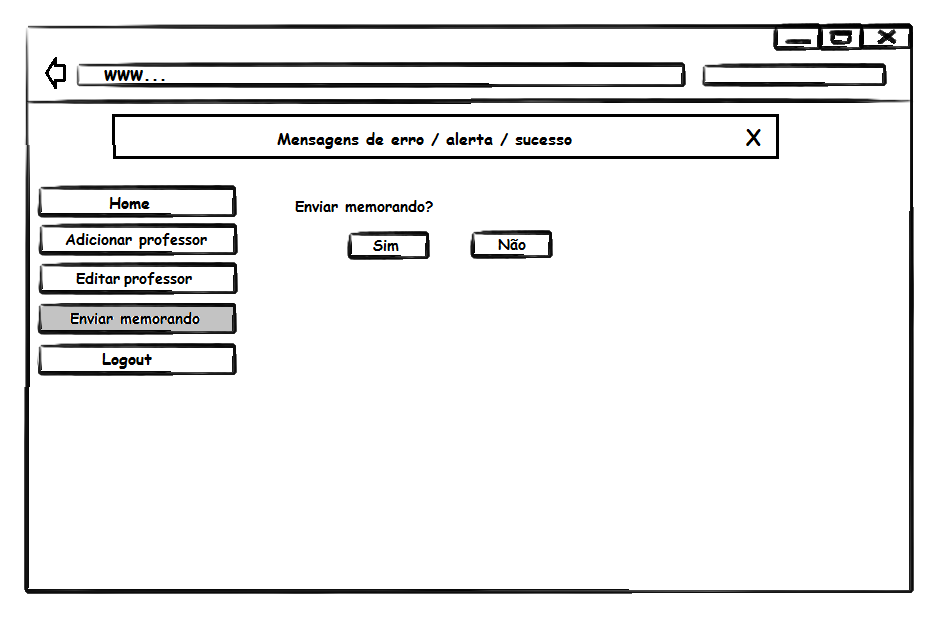 www...
Mensagens de erro / alerta / sucesso X
Home
Adicionar professor
Editar professor
Enviar memorando
Logout
Enviar memorando?
Sim Não